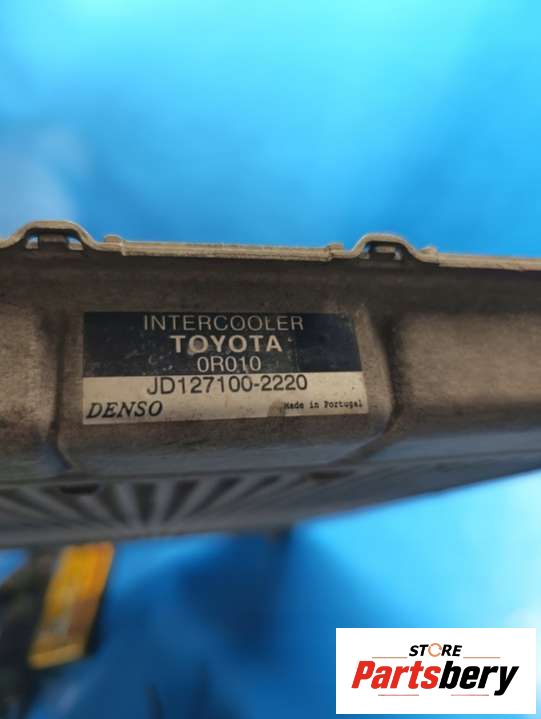 INTERCOOLER
TOYOTA
0R010
JD127100-2220
DENSO Made in Portugal
STORE
Partsbery